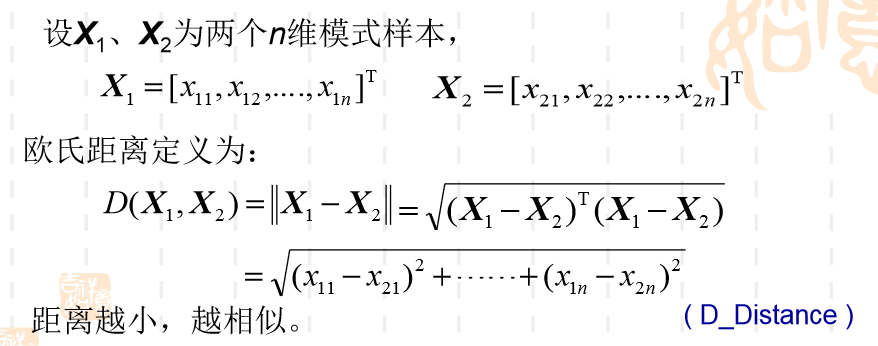 设X₁、X₂为两个n维模式样本，
X₁ = [x₁₁, x₁₂,...., x₁ₙ]ᵀ X₂ = [x₂₁, x₂₂,...., x₂ₙ]ᵀ
欧氏距离定义为：
D(X₁, X₂) = ‖X₁ − X₂‖ = √((X₁ − X₂)ᵀ(X₁ − X₂))
= √((x₁₁ − x₂₁)² + ⋯⋯ + (x₁ₙ − x₂ₙ)²)
距离越小，越相似。 ( D_Distance )